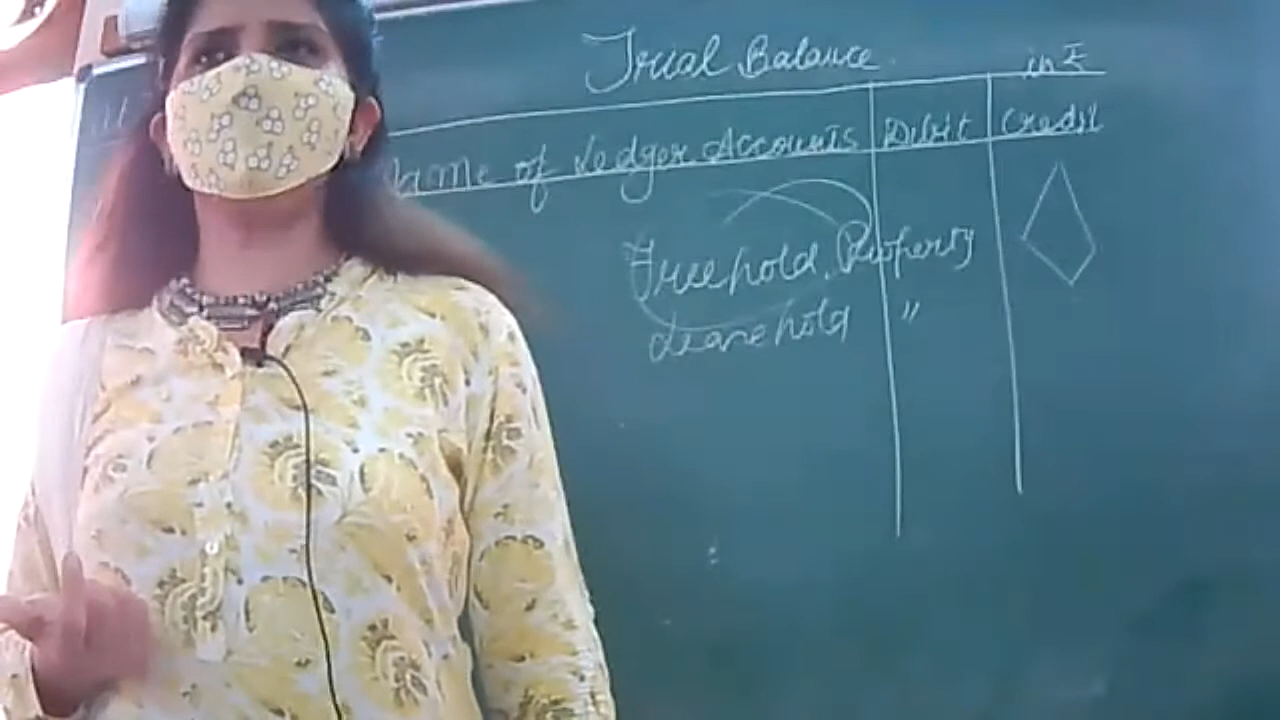 Trial Balance
in ₹
Name of Ledger Accounts Debit Credit
Freehold Property
Leasehold "